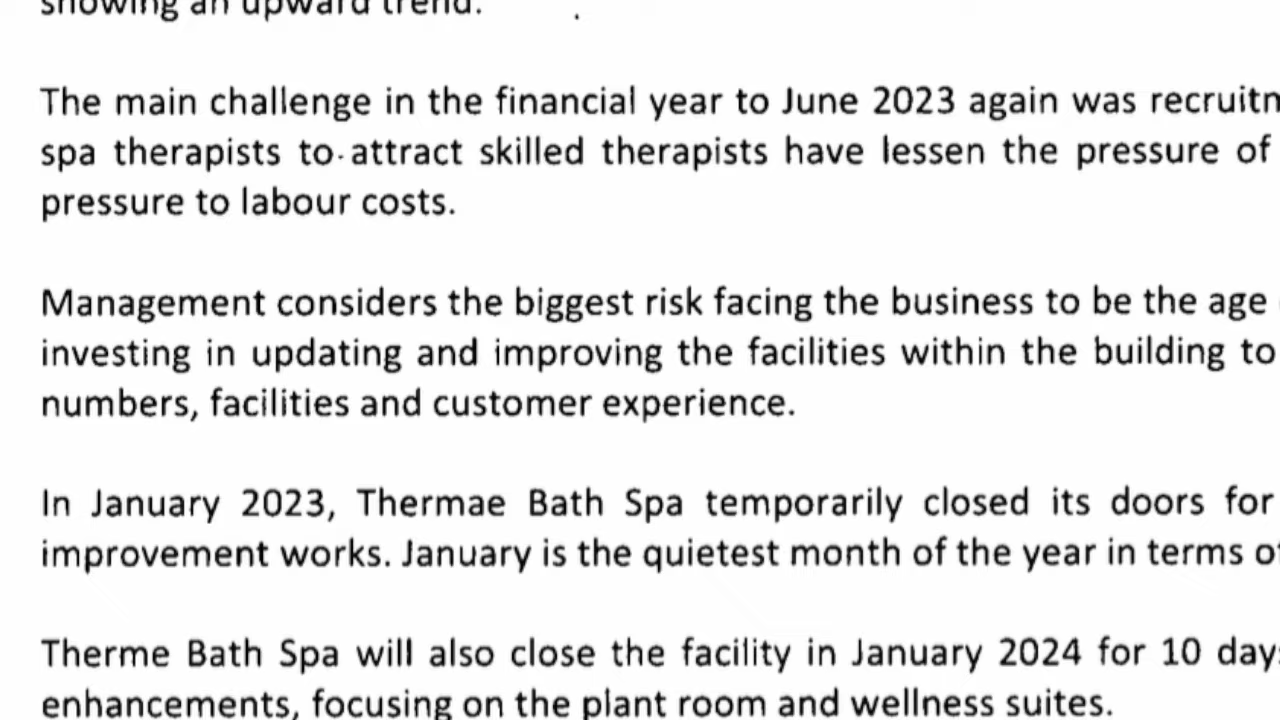 showing an upward trend.
The main challenge in the financial year to June 2023 again was
spa therapists to attract skilled therapists have lessen the pressure of
pressure to labour costs.
Management considers the biggest risk facing the business to be the age
investing in updating and improving the facilities within the building to
numbers, facilities and customer experience.
In January 2023, Thermae Bath Spa temporarily closed its doors for
improvement works. January is the quietest month of the year in terms of
Therme Bath Spa will also close the facility in January 2024 for 10 days
enhancements, focusing on the plant room and wellness suites.